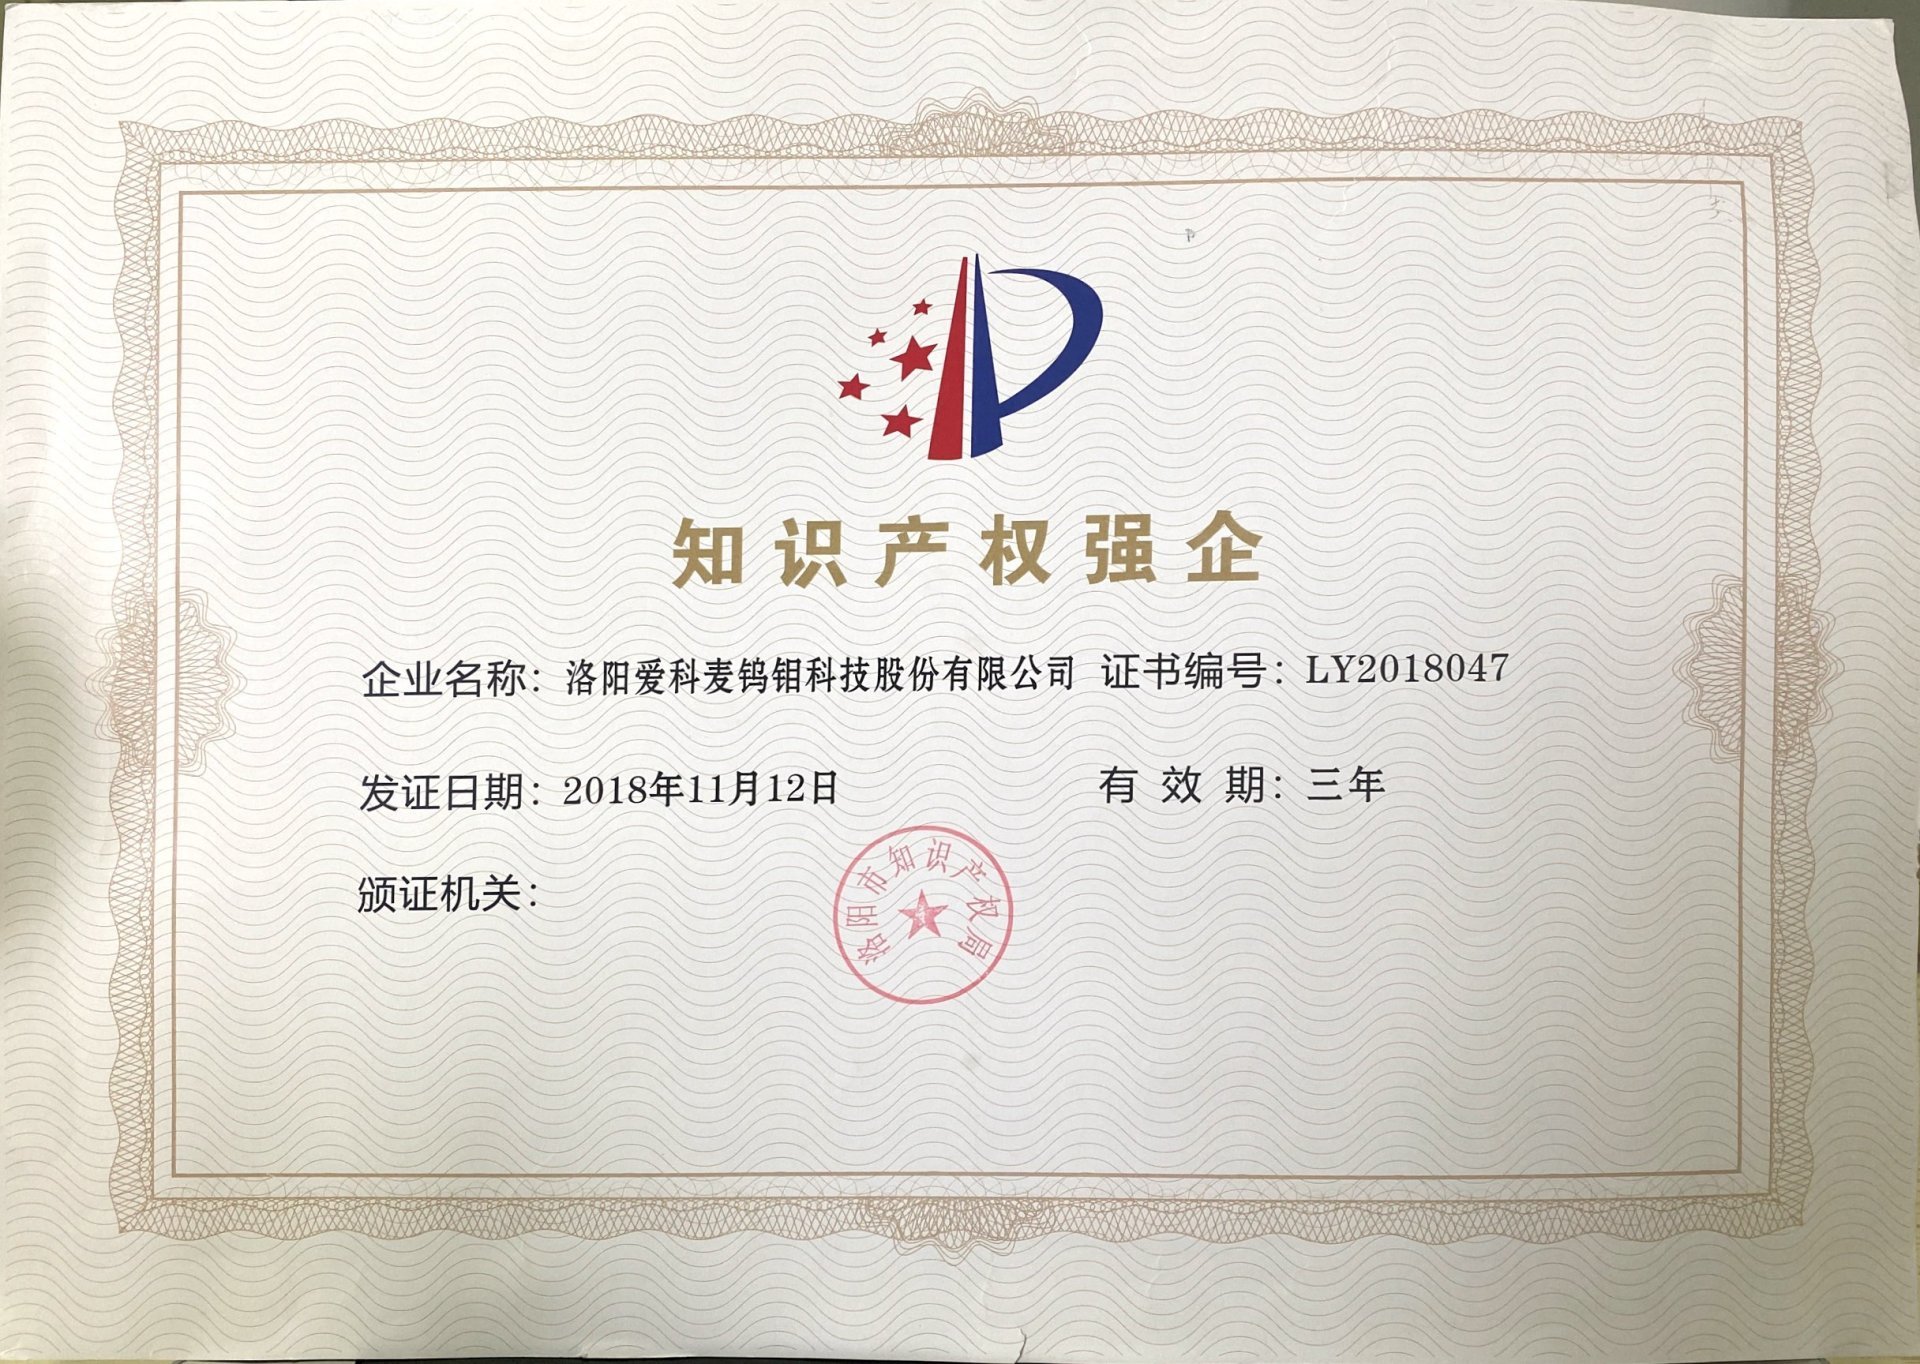 知识产权强企
企业名称：洛阳爱科麦钨钼科技股份有限公司 证书编号：LY2018047
发证日期：2018年11月12日 有 效 期：三年
颁证机关：
洛阳市知识产权局